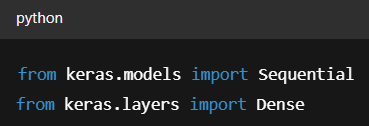 python
from keras.models import Sequential
from keras.layers import Dense